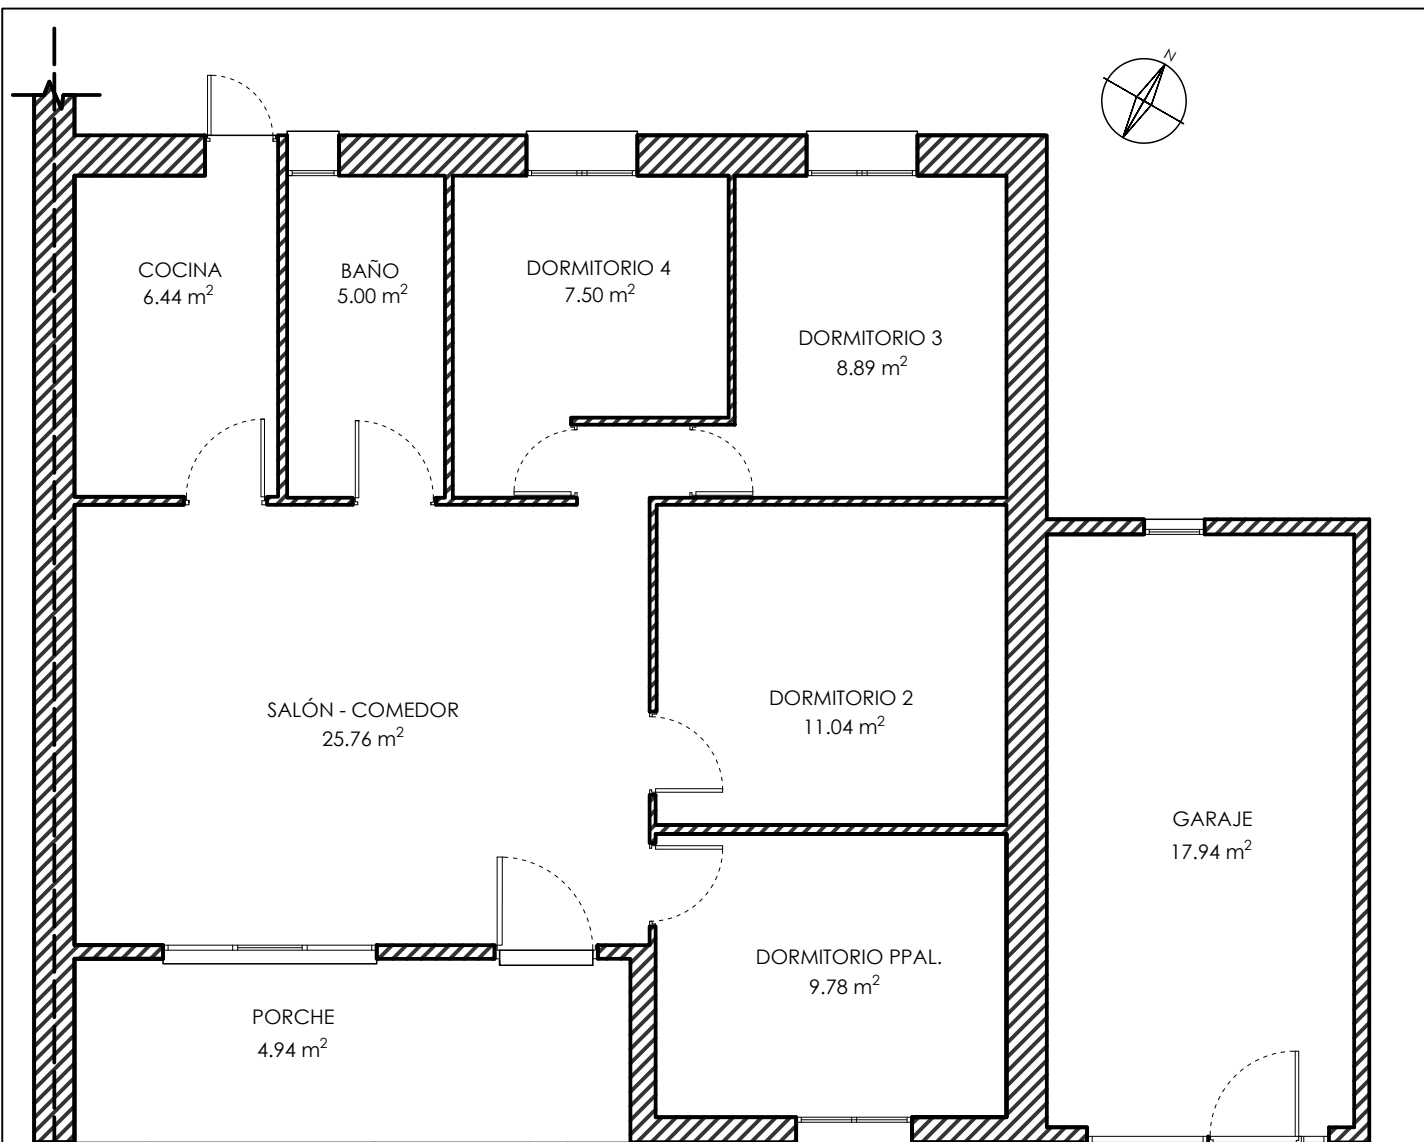 N
COCINA
6.44 m²
BAÑO
5.00 m²
DORMITORIO 4
7.50 m²
DORMITORIO 3
8.89 m²
SALÓN - COMEDOR
25.76 m²
DORMITORIO 2
11.04 m²
GARAJE
17.94 m²
DORMITORIO PPAL.
9.78 m²
PORCHE
4.94 m²